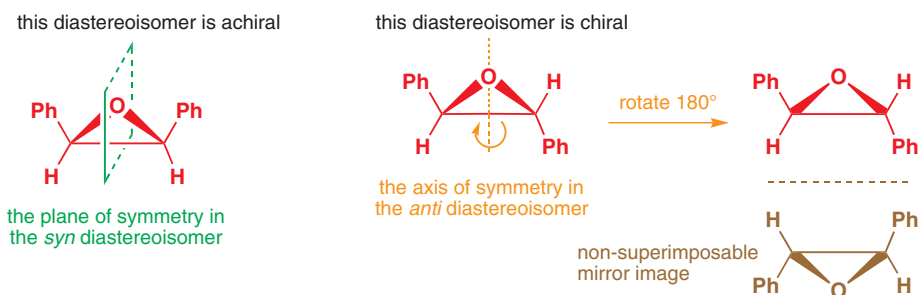 this diastereoisomer is achiral
O
Ph
Ph
H
H
the plane of symmetry in
the syn diastereoisomer
this diastereoisomer is chiral
Ph
O
H
H
Ph
the axis of symmetry in
the anti diastereoisomer
rotate 180°
Ph
O
H
H
Ph
non-superimposable
mirror image
H
Ph
Ph
O
H